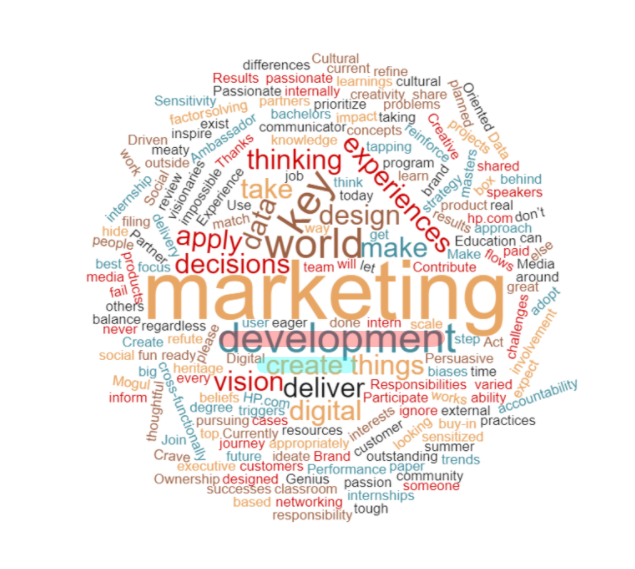 Cultural
differences current refine
Results passionate learnings cultural
Passionate internally creativity share planned Oriented
Sensitivity partners prioritize problems
factor solving bachelors impact taking projects Data
exist communicator concepts reinforce Creative
inspire Ambassador knowledge tapping
Driven Thanks experiences masters shared
meaty thinking program strategy box behind
work outside job learn brand speakers
Social review visionaries impossible Experience take key think
internship Use today product real
match data design results hp.com don't
filing delivery way approach
hide apply world get Education can else
people Partner make Make flows paid
best focus decisions team will let Contribute Media
media products around
fail marketing great
others challenges adopt
balance
never regardless user eager done intern scale involvement
Create refute please development step Act
social fun ready Digital Persuasive
big heritage create things biases time expect
Mogul every vision deliver Responsibilities varied
inform cross-functionally beliefs HP.com Participate works ability accountability
thoughtful degree triggers digital interests ignore external
pursuing cases customer looking buy-in practices
Join top Currently resources sensitized
journey appropriately summer
Crave future ideate Brand outstanding trends
executive customers Performance paper
Ownership designed Genius passion community
successes classroom internships someone
based networking tough
responsibility